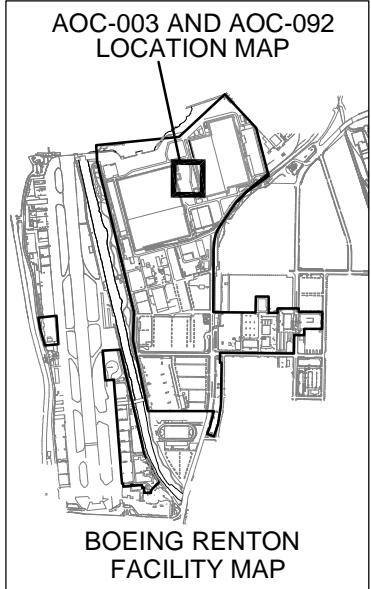 AOC-003 AND AOC-092
LOCATION MAP
BOEING RENTON
FACILITY MAP